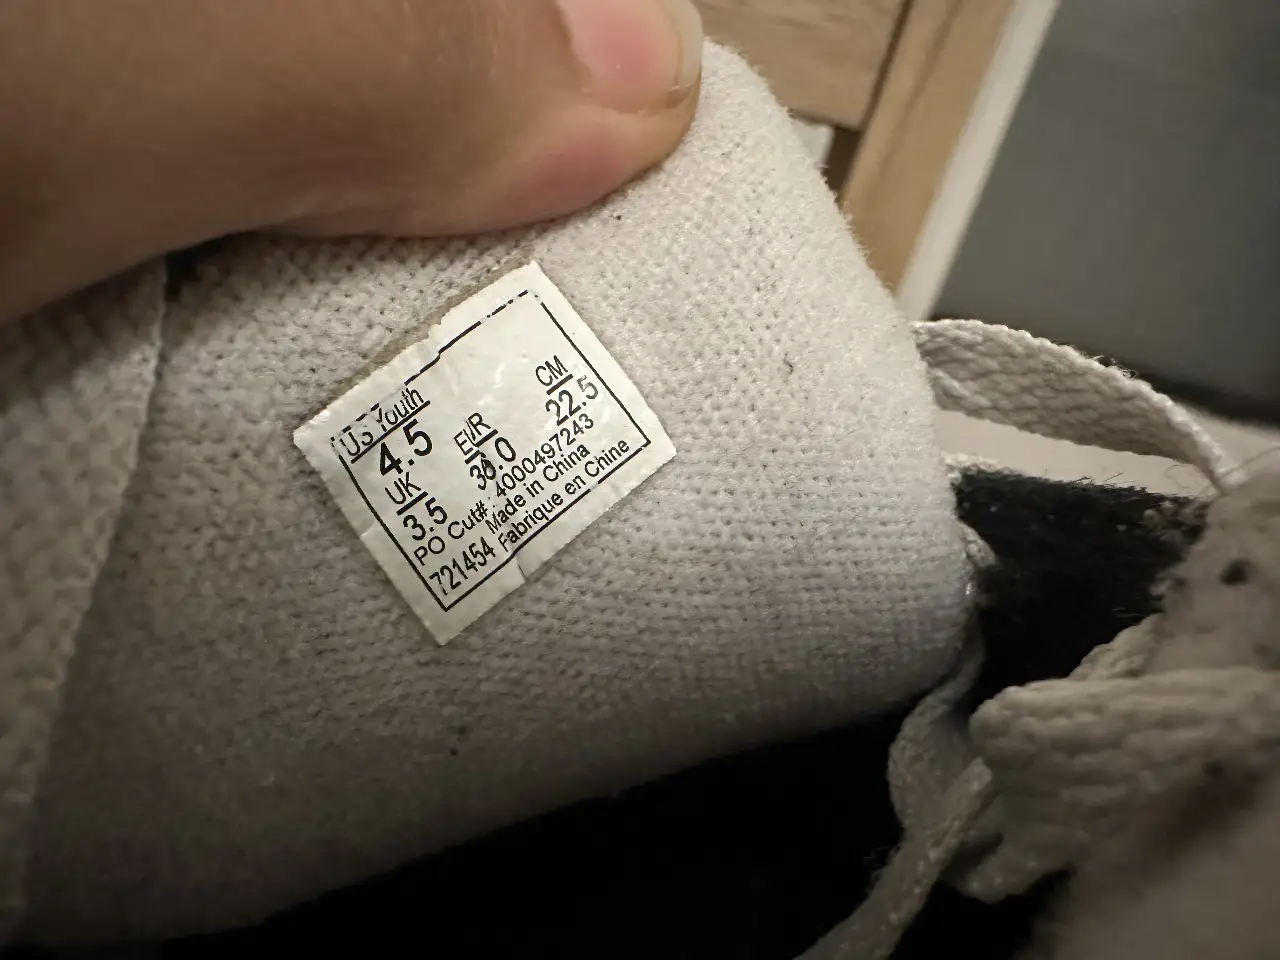 US Youth
4.5
EUR
36.0
CM
22.5
UK
3.5
PO Cut#: 4000497243
721454 Made in China
Fabrique en Chine